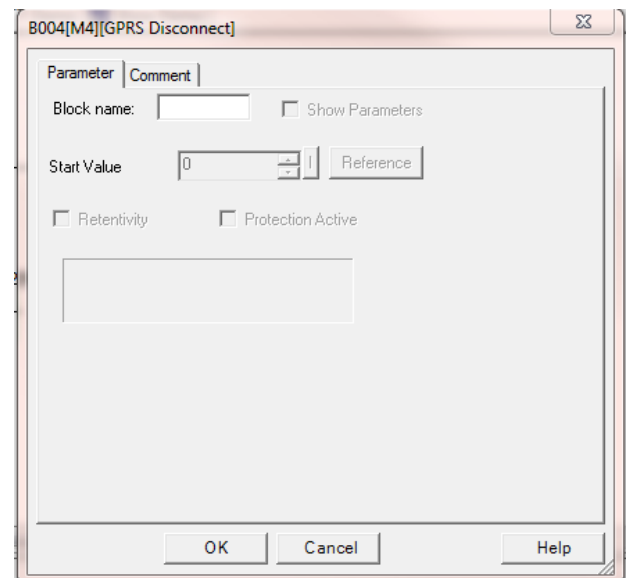 B004[M4][GPRS Disconnect]
Parameter Comment
Block name: Show Parameters
Start Value 0 I Reference
Retentivity Protection Active
OK Cancel Help